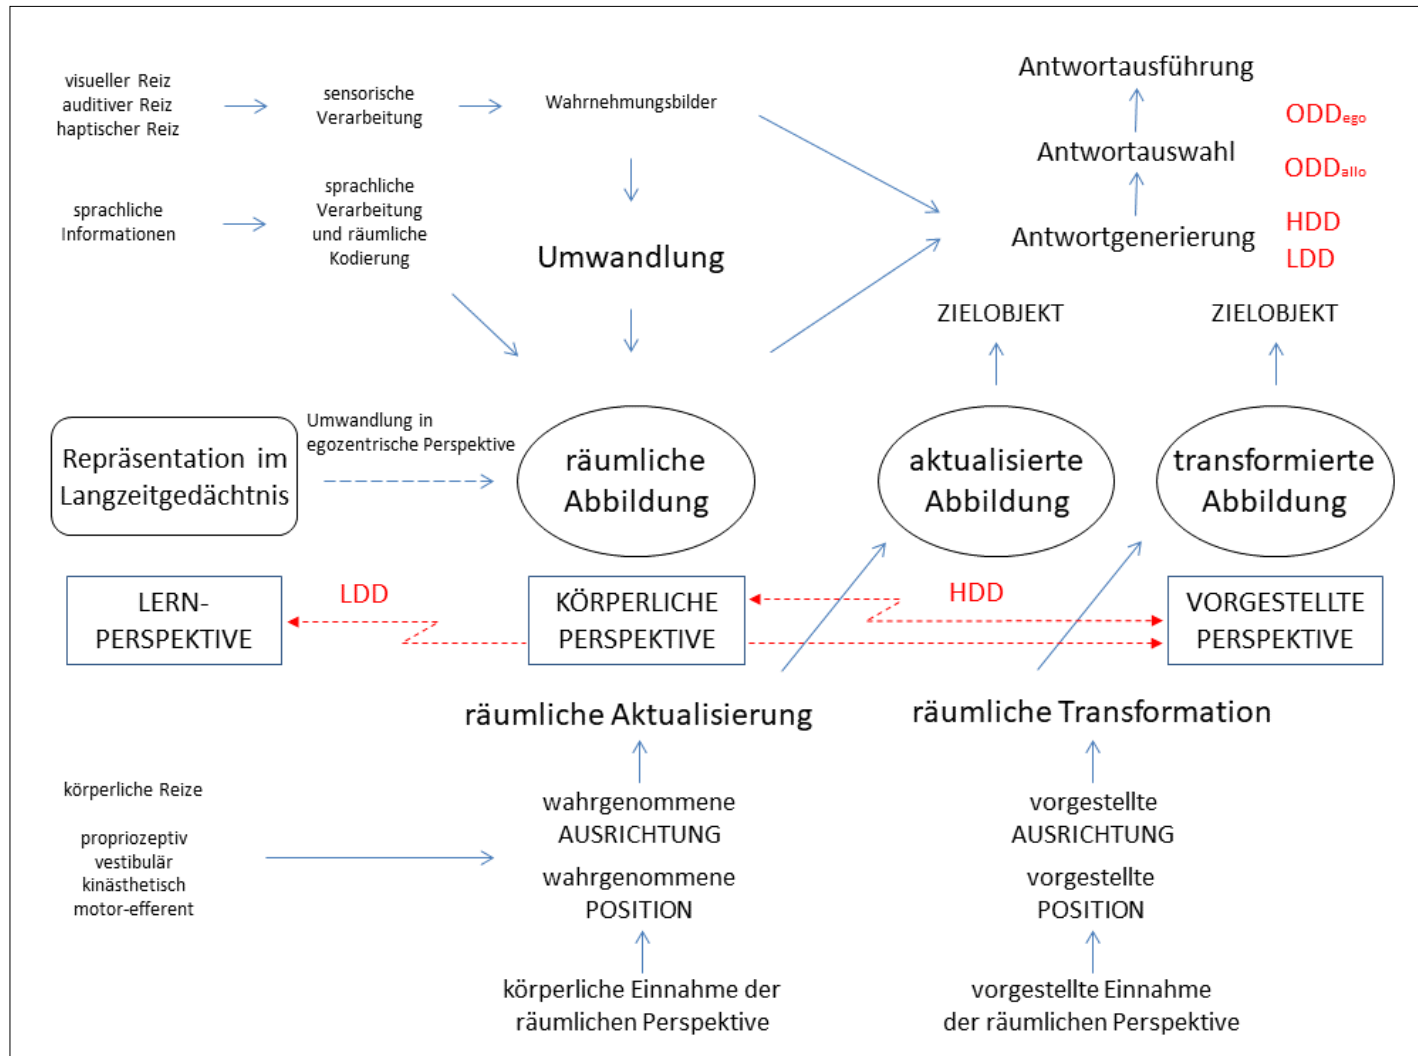 visueller Reiz
auditiver Reiz
haptischer Reiz
sensorische
Verarbeitung
Wahrnehmungsbilder
Antwortausführung
ODDego
Antwortauswahl
ODDallo
sprachliche
Informationen
sprachliche
Verarbeitung
und räumliche
Kodierung
Umwandlung
Antwortgenerierung
HDD
LDD
ZIELOBJEKT
ZIELOBJEKT
Repräsentation im
Langzeitgedächtnis
Umwandlung in
egozentrische Perspektive
räumliche
Abbildung
aktualisierte
Abbildung
transformierte
Abbildung
LERN-
PERSPEKTIVE
LDD
KÖRPERLICHE
PERSPEKTIVE
HDD
VORGESTELLTE
PERSPEKTIVE
räumliche Aktualisierung
räumliche Transformation
körperliche Reize
propriozeptiv
vestibulär
kinästhetisch
motor-efferent
wahrgenommene
AUSRICHTUNG
wahrgenommene
POSITION
vorgestellte
AUSRICHTUNG
vorgestellte
POSITION
körperliche Einnahme der
räumlichen Perspektive
vorgestellte Einnahme
der räumlichen Perspektive